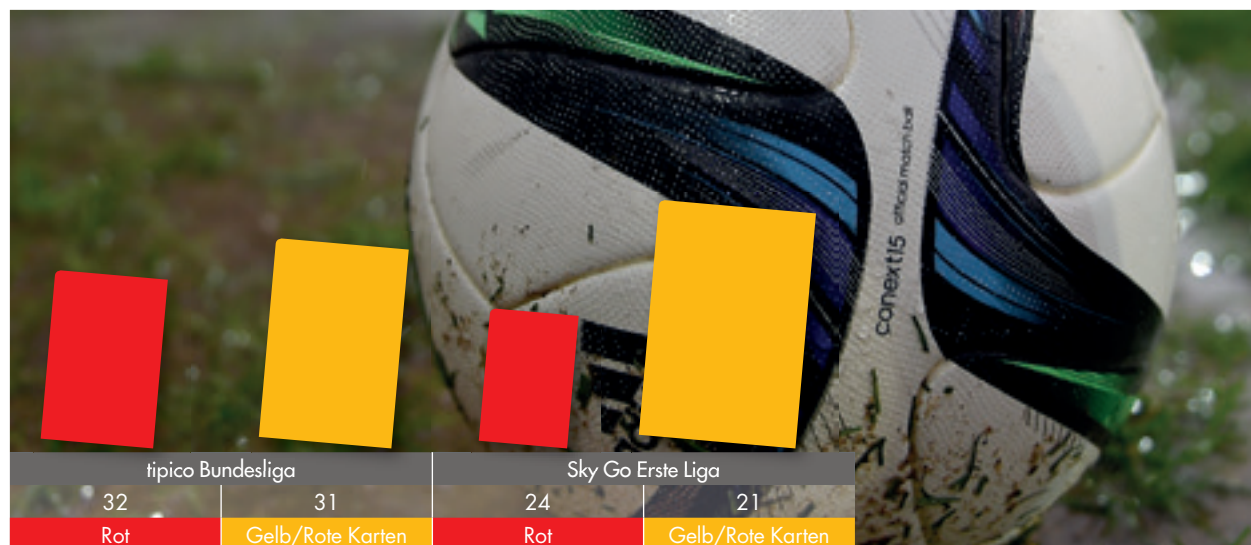 conext15 official match ball
tipico Bundesliga Sky Go Erste Liga
32 31 24 21
Rot Gelb/Rote Karten Rot Gelb/Rote Karten